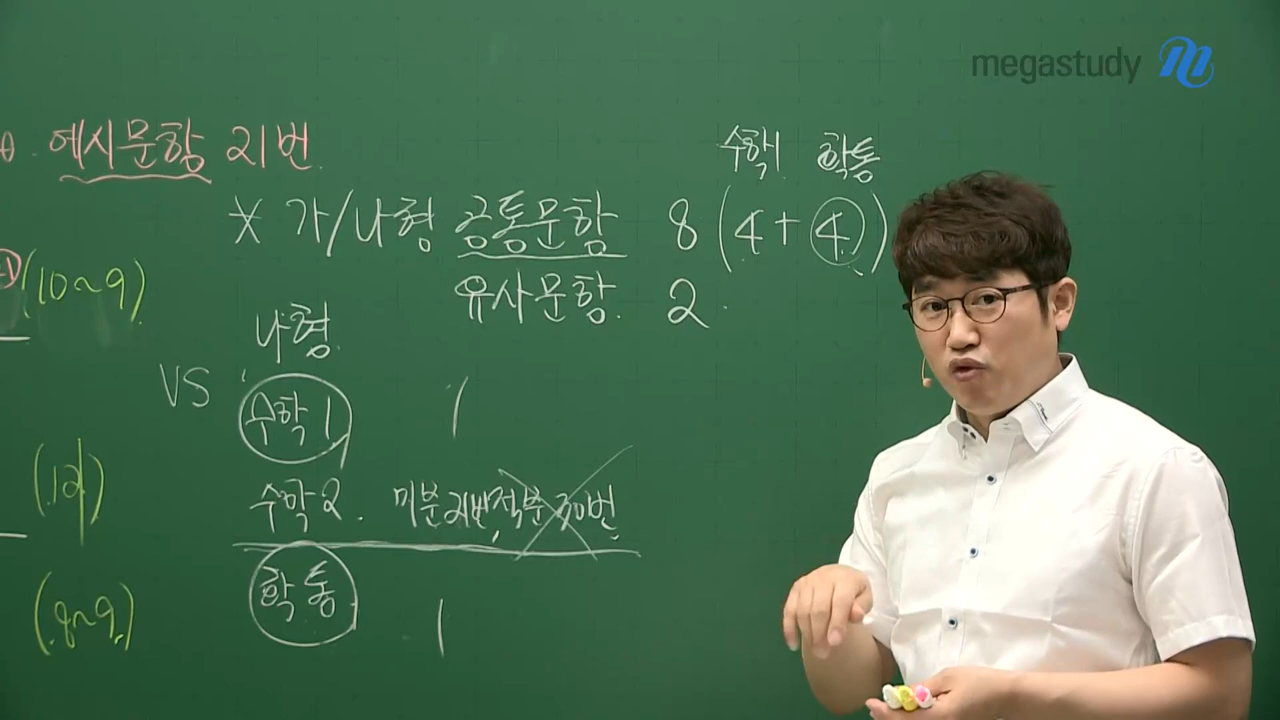 megastudy
예시문항 21번
수학1 확통
* 가/나형 공통문항 8 (4+4)
유사문항. 2.
(10~9)
나형
VS 수학1
수학2. 미분 21번, 적분 30번
(12)
확통
(8~9)